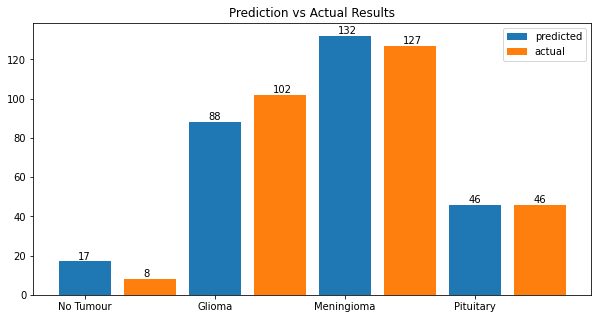 Prediction vs Actual Results
predicted
actual
120
100
80
60
40
20
0
17
8
88
102
132
127
46
46
No Tumour
Glioma
Meningioma
Pituitary